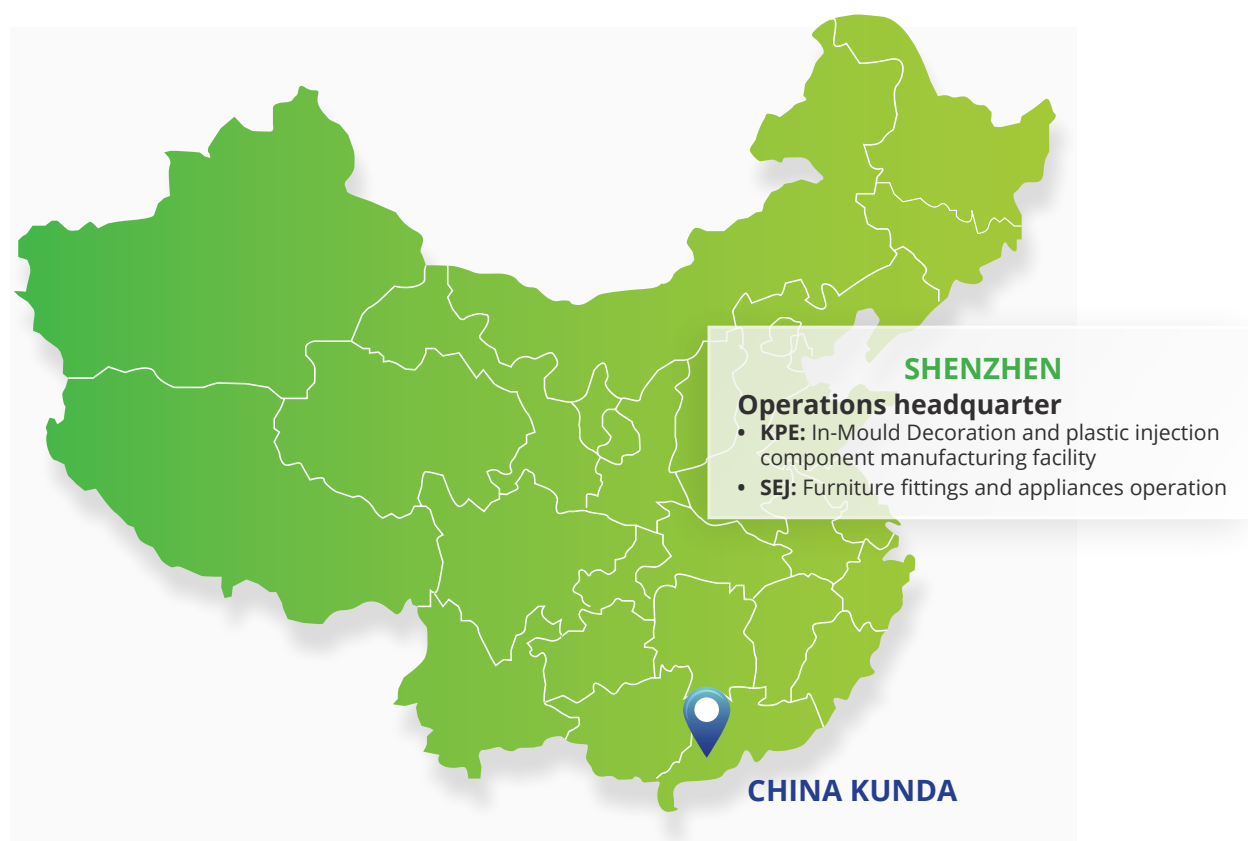 SHENZHEN
Operations headquarter
• KPE: In-Mould Decoration and plastic injection
component manufacturing facility
• SEJ: Furniture fittings and appliances operation
CHINA KUNDA